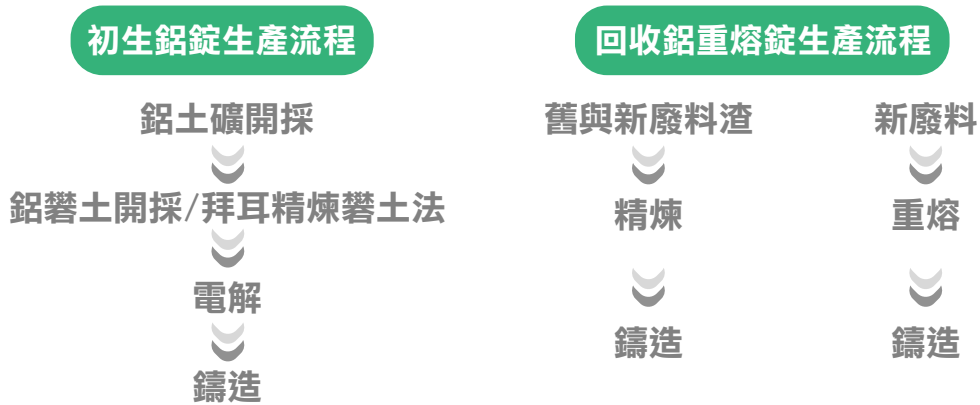 初生鋁錠生產流程
鋁土礦開採
鋁礬土開採/拜耳精煉礬土法
電解
鑄造
回收鋁重熔錠生產流程
舊與新廢料渣
精煉
鑄造
新廢料
重熔
鑄造